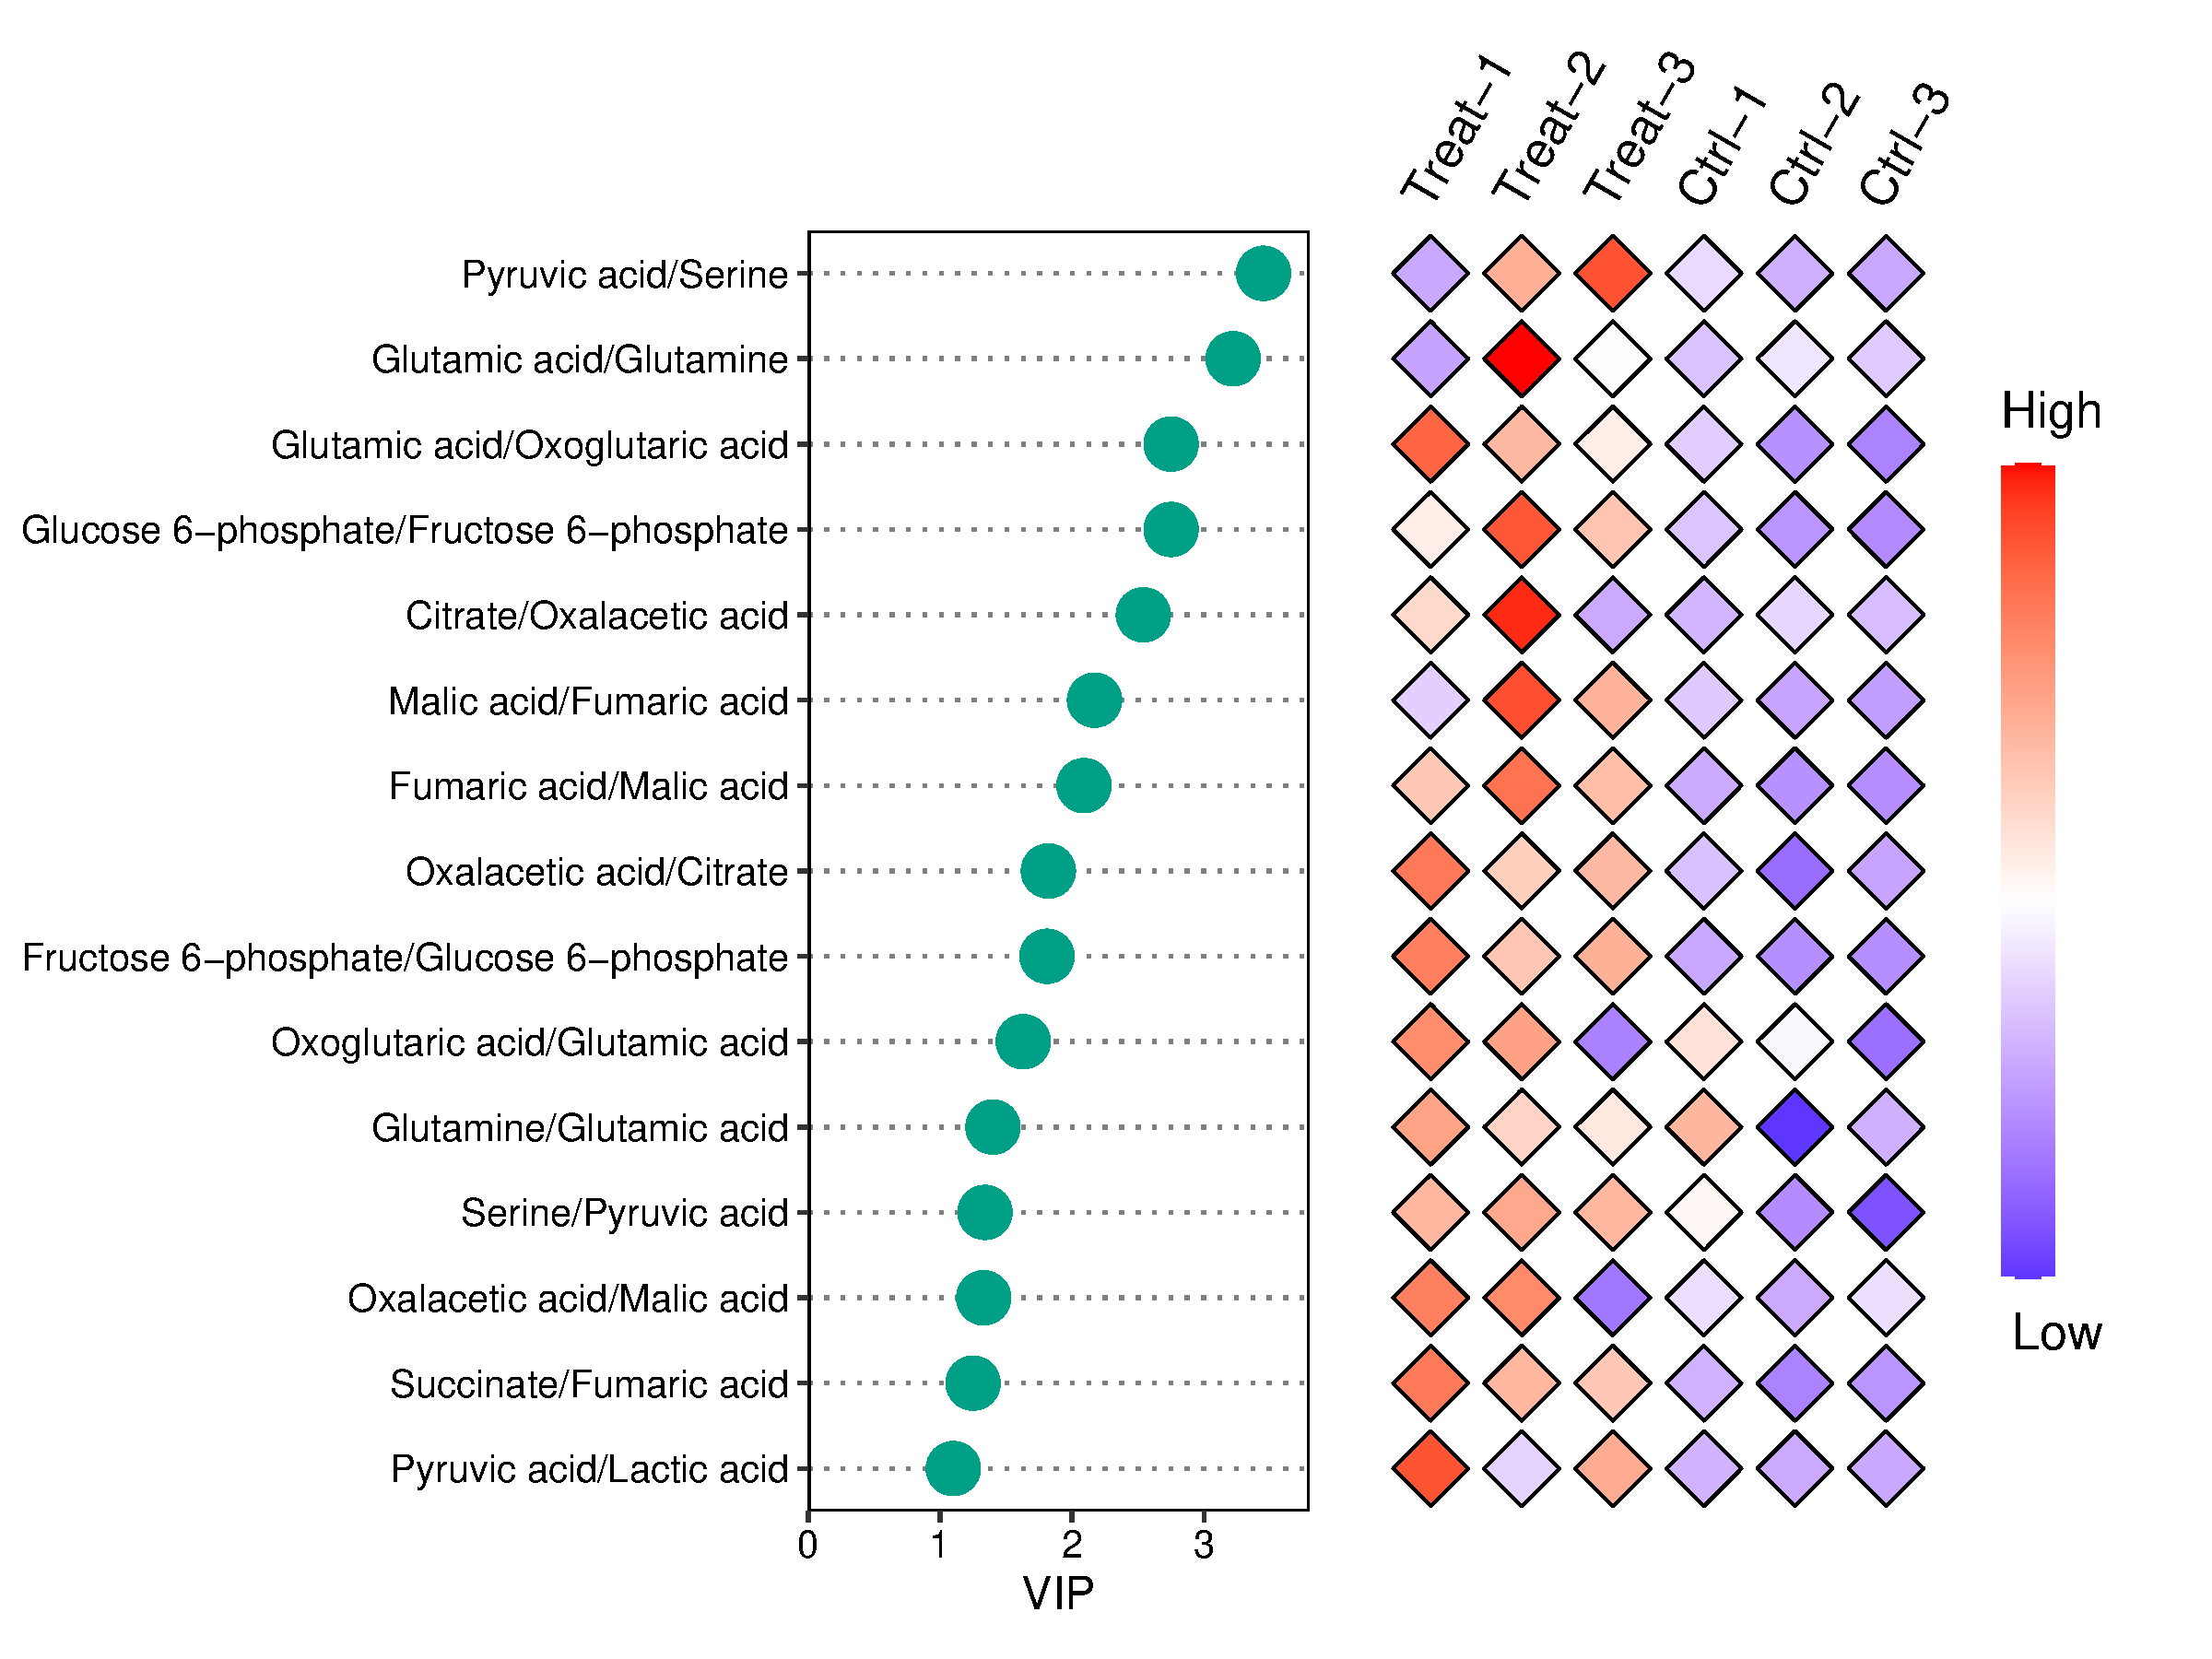 Treat−1
Treat−2
Treat−3
Ctrl−1
Ctrl−2
Ctrl−3
Pyruvic acid/Serine
Glutamic acid/Glutamine
Glutamic acid/Oxoglutaric acid
Glucose 6−phosphate/Fructose 6−phosphate
Citrate/Oxalacetic acid
Malic acid/Fumaric acid
Fumaric acid/Malic acid
Oxalacetic acid/Citrate
Fructose 6−phosphate/Glucose 6−phosphate
Oxoglutaric acid/Glutamic acid
Glutamine/Glutamic acid
Serine/Pyruvic acid
Oxalacetic acid/Malic acid
Succinate/Fumaric acid
Pyruvic acid/Lactic acid
0 1 2 3
VIP
High
Low